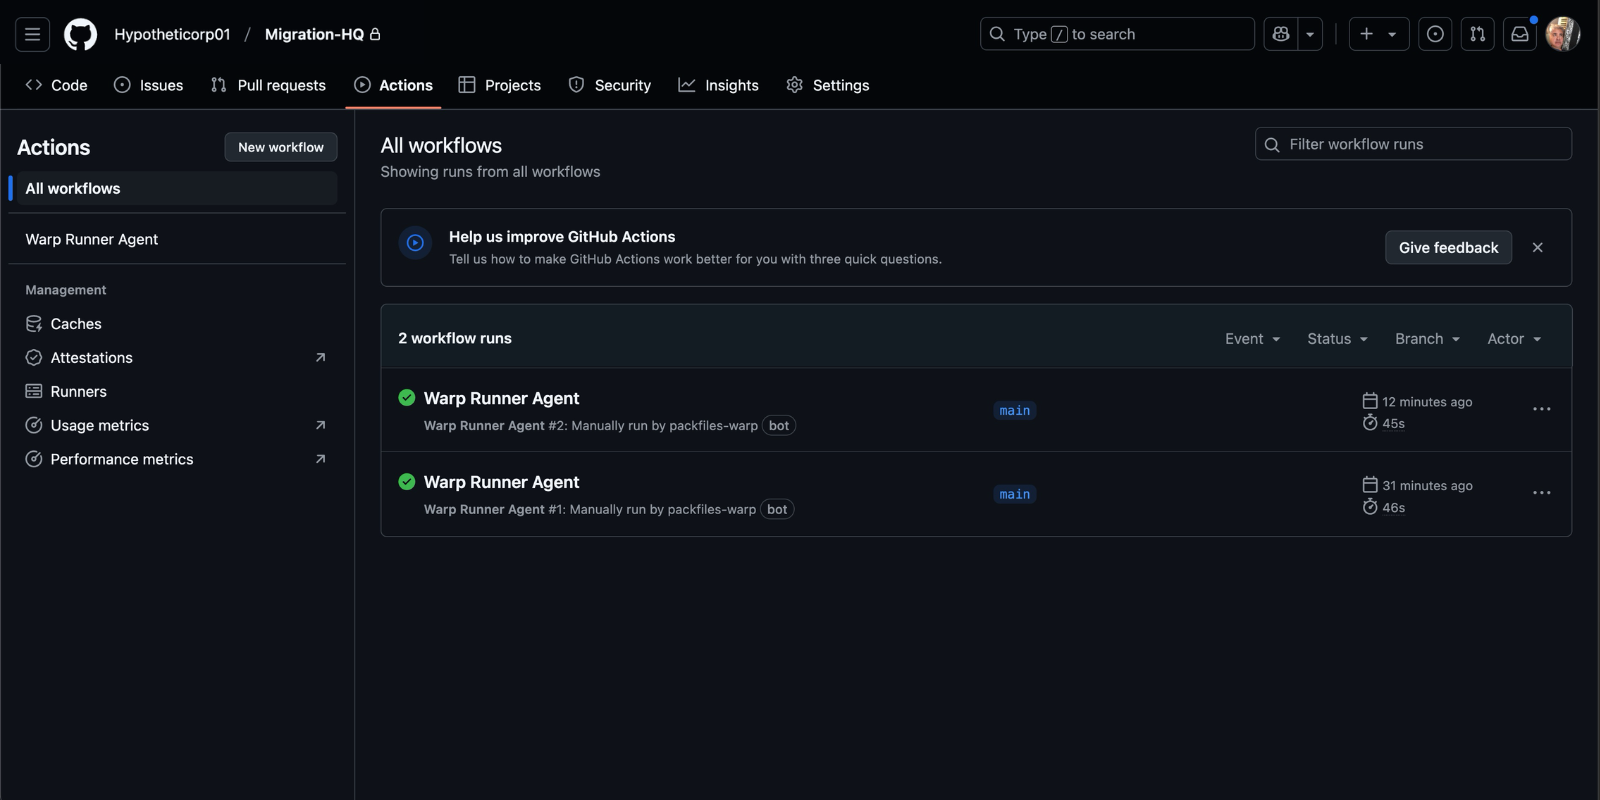 Hypotheticorp01 / Migration-HQ
Type / to search
Code
Issues
Pull requests
Actions
Projects
Security
Insights
Settings
Actions
New workflow
All workflows
Warp Runner Agent
Management
Caches
Attestations
Runners
Usage metrics
Performance metrics
All workflows
Showing runs from all workflows
Filter workflow runs
Help us improve GitHub Actions
Tell us how to make GitHub Actions work better for you with three quick questions.
Give feedback
2 workflow runs
Event
Status
Branch
Actor
Warp Runner Agent
Warp Runner Agent #2: Manually run by packfiles-warp bot
main
12 minutes ago
45s
Warp Runner Agent
Warp Runner Agent #1: Manually run by packfiles-warp bot
main
31 minutes ago
46s